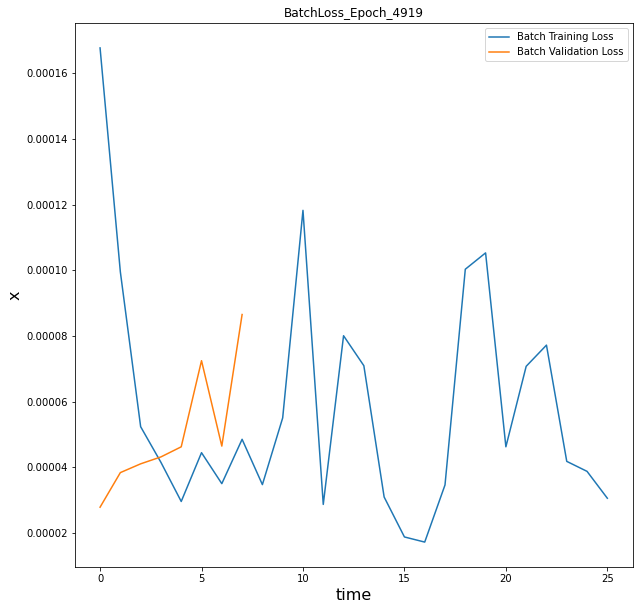 BatchLoss_Epoch_4919
Batch Training Loss
Batch Validation Loss
0.00016
0.00014
0.00012
0.00010
0.00008
0.00006
0.00004
0.00002
x
0
5
10
15
20
25
time